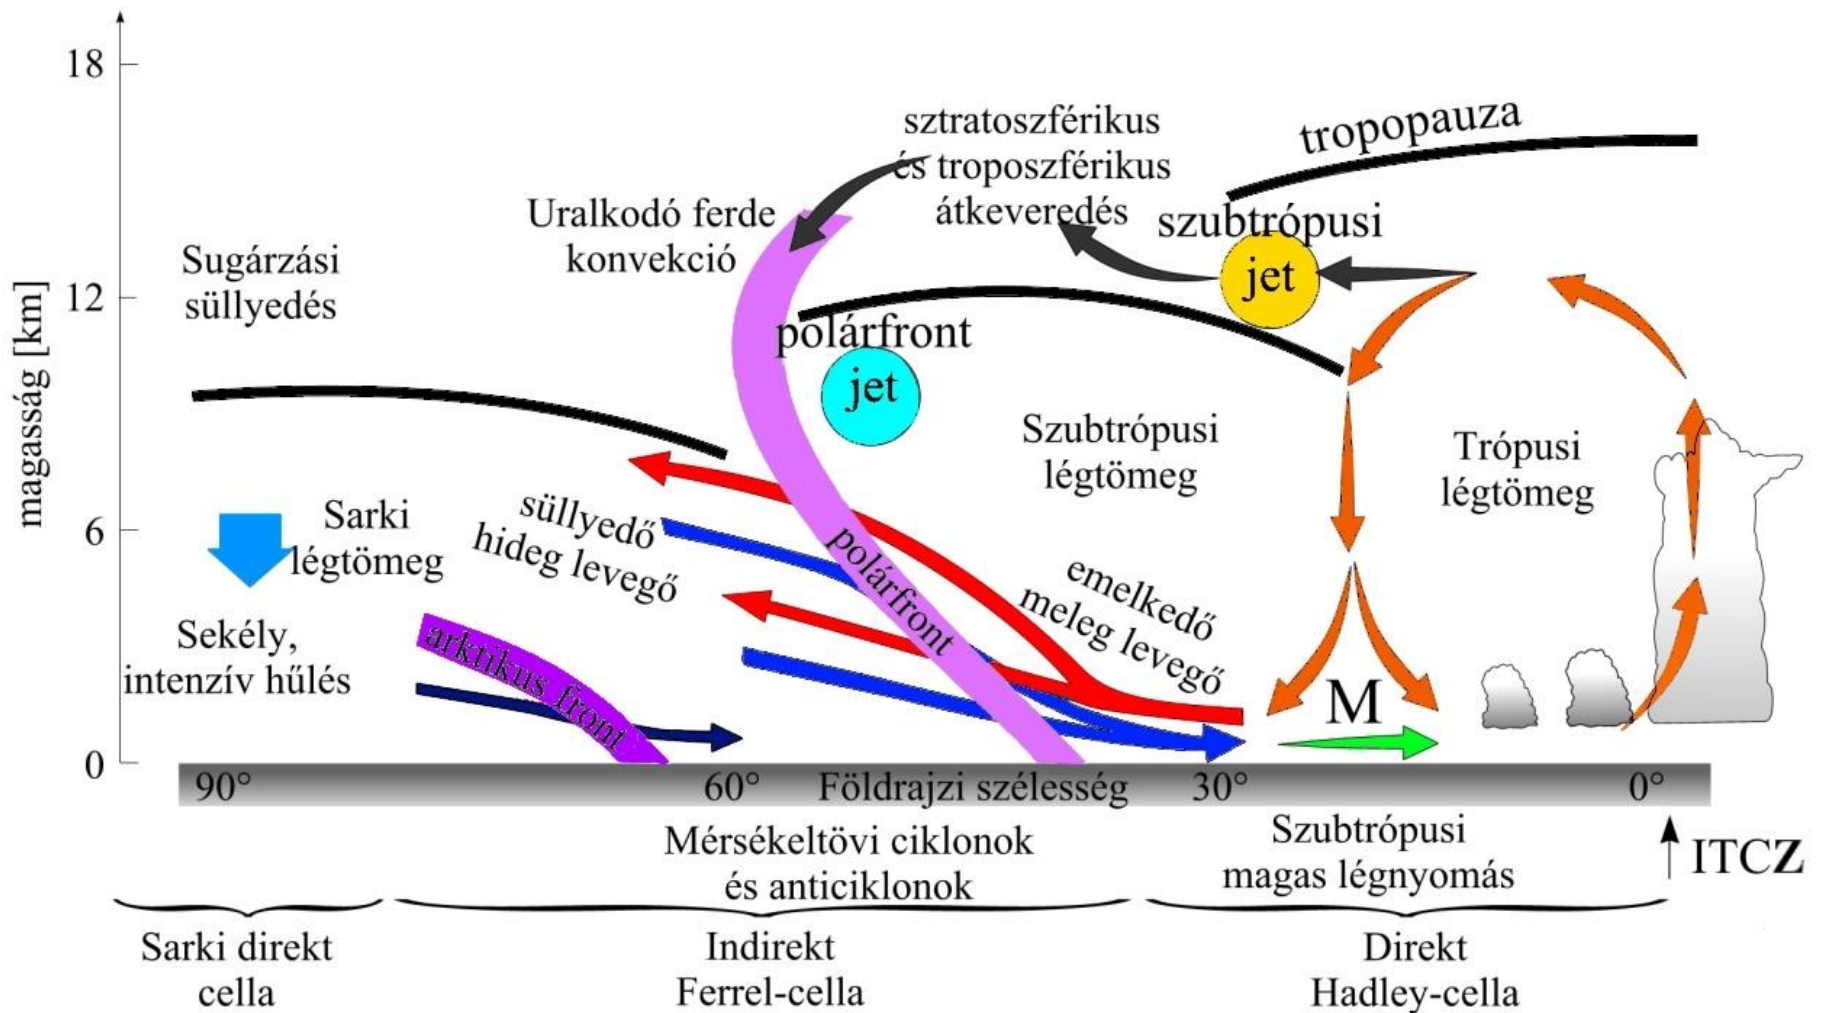 18
12
6
0
magasság [km]
sztratoszférikus
és troposzférikus
átkeveredés
tropopauza
szubtrópusi
jet
Uralkodó ferde
konvekció
Sugárzási
süllyedés
polárfront
jet
Szubtrópusi
légtömeg
Trópusi
légtömeg
Sarki
légtömeg
süllyedő
hideg levegő
polárfront
emelkedő
meleg levegő
Sekély,
intenzív hűlés
arktikus front
M
90°
60°
Földrajzi szélesség
30°
0°
Mérsékeltövi ciklonok
és anticiklonok
Szubtrópusi
magas légnyomás
ITCZ
Sarki direkt
cella
Indirekt
Ferrel-cella
Direkt
Hadley-cella